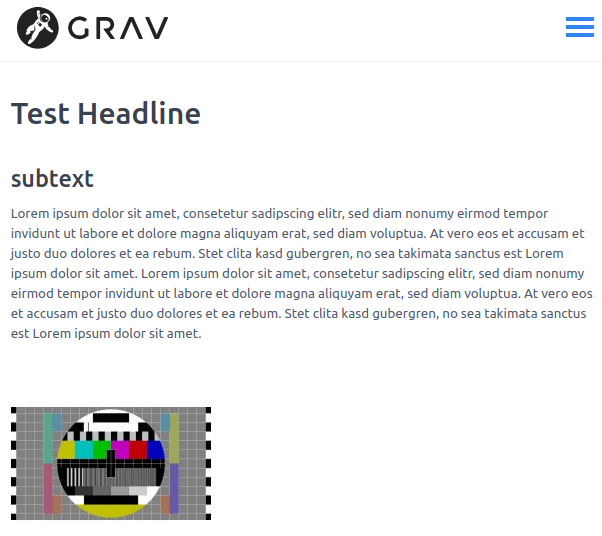 GRAV
Test Headline
subtext
Lorem ipsum dolor sit amet, consetetur sadipscing elitr, sed diam nonumy eirmod tempor
invidunt ut labore et dolore magna aliquyam erat, sed diam voluptua. At vero eos et accusam et
justo duo dolores et ea rebum. Stet clita kasd gubergren, no sea takimata sanctus est Lorem
ipsum dolor sit amet. Lorem ipsum dolor sit amet, consetetur sadipscing elitr, sed diam nonumy
eirmod tempor invidunt ut labore et dolore magna aliquyam erat, sed diam voluptua. At vero eos
et accusam et justo duo dolores et ea rebum. Stet clita kasd gubergren, no sea takimata sanctus
est Lorem ipsum dolor sit amet.